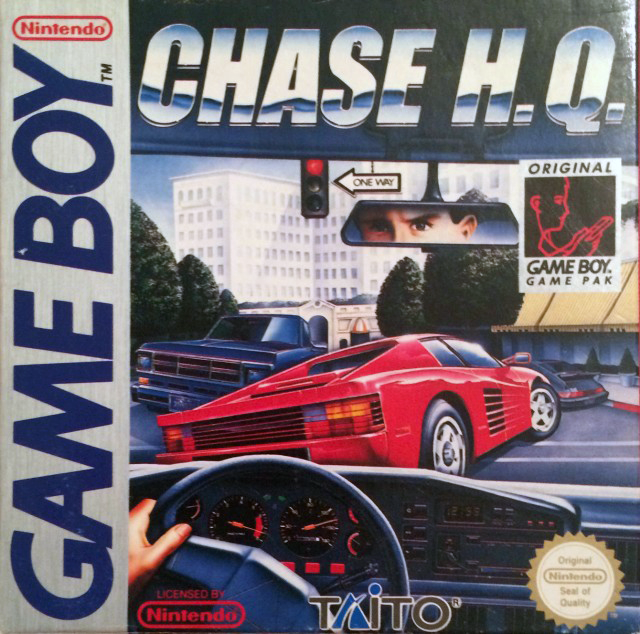 Nintendo
GAME BOY TM
CHASE H.Q.
ONE WAY
ORIGINAL
GAME BOY
GAME PAK
LICENSED BY
Nintendo
TAITO®
Original
Nintendo
Seal of
Quality